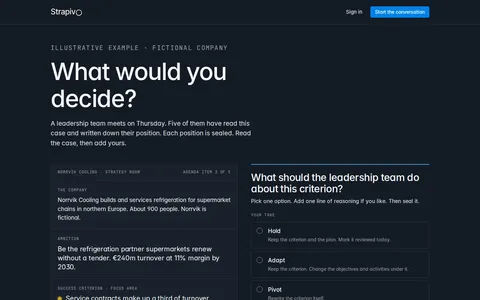 Strapivo
Sign in
Start the conversation
ILLUSTRATIVE EXAMPLE · FICTIONAL COMPANY
What would you
decide?
A leadership team meets on Thursday. Five of them have read this
case and written down their position. Each position is sealed. Read
the case, then add yours.
NORRVIK COOLING · STRATEGY HOUR
AGENDA ITEM 2 OF 3
THE COMPANY
Norrvik Cooling builds and services refrigeration for supermarket
chains in northern Europe. About 900 people. Norrvik is
fictional.
AMBITION
Be the refrigeration partner supermarkets renew
without a tender. €240m turnover at 11% margin by
2030.
SUCCESS CRITERION · FOCUS AREA
Service contracts make up a third of turnover
What should the leadership team do
about this criterion?
Pick one option. Add one line of reasoning if you like. Then seal it.
YOUR TAKE
Hold
Keep the criterion and the plan. Mark it reviewed today.
Adapt
Keep the criterion. Change the objectives and activities under it.
Pivot
Rewrite the criterion itself.